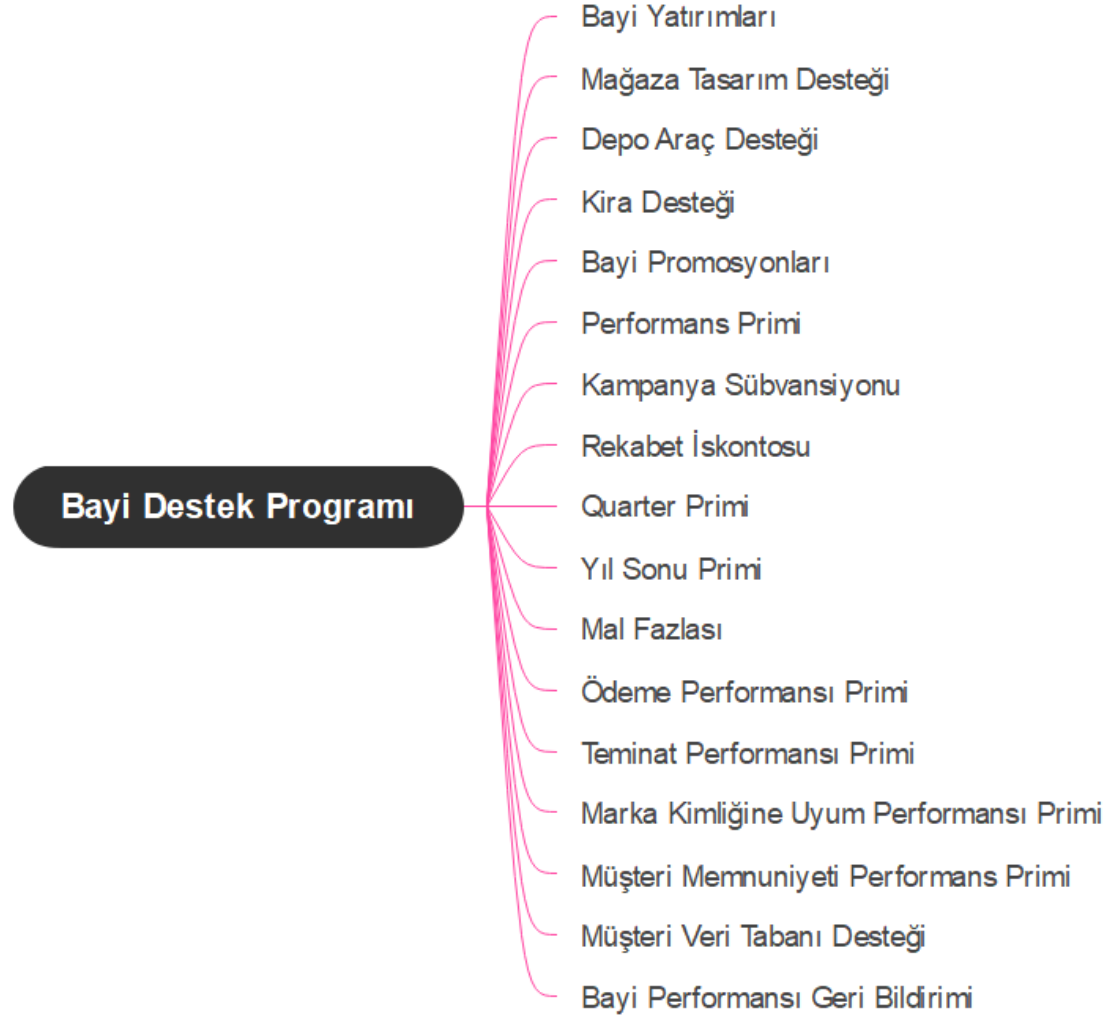 Bayi Destek Programı
Bayi Yatırımları
Mağaza Tasarım Desteği
Depo Araç Desteği
Kira Desteği
Bayi Promosyonları
Performans Primi
Kampanya Sübvansiyonu
Rekabet İskontosu
Quarter Primi
Yıl Sonu Primi
Mal Fazlası
Ödeme Performansı Primi
Teminat Performansı Primi
Marka Kimliğine Uyum Performansı Primi
Müşteri Memnuniyeti Performans Primi
Müşteri Veri Tabanı Desteği
Bayi Performansı Geri Bildirimi